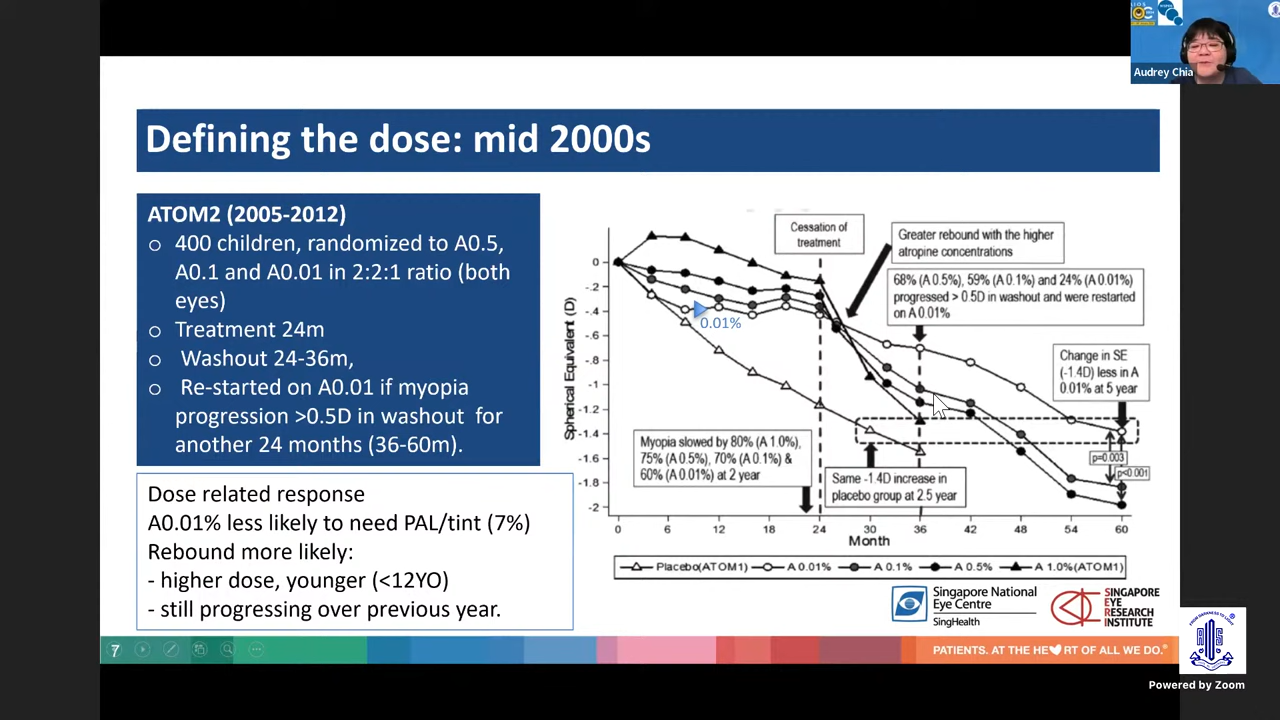 Audrey Chia
Defining the dose: mid 2000s
ATOM2 (2005-2012)
o 400 children, randomized to A0.5,
A0.1 and A0.01 in 2:2:1 ratio (both
eyes)
o Treatment 24m
o Washout 24-36m,
o Re-started on A0.01 if myopia
progression >0.5D in washout for
another 24 months (36-60m).
Dose related response
A0.01% less likely to need PAL/tint (7%)
Rebound more likely:
- higher dose, younger (<12YO)
- still progressing over previous year.
Cessation of
treatment
Greater rebound with the higher
atropine concentrations
68% (A 0.5%), 59% (A 0.1%) and 24% (A 0.01%)
progressed > 0.5D in washout and were restarted
on A 0.01%
Change in SE
(-1.4D) less in A
0.01% at 5 year
0.01%
Myopia slowed by 80% (A 1.0%),
75% (A 0.5%), 70% (A 0.1%) &
60% (A 0.01%) at 2 year
Same -1.4D increase in
placebo group at 2.5 year
p=0.003
p<0.001
Spherical Equivalent (D)
0
-.2
-.4
-.6
-.8
-1
-1.2
-1.4
-1.6
-1.8
-2
0 6 12 18 24 30 36 42 48 54 60
Month
Placebo(ATOM1) A 0.01% A 0.1% A 0.5% A 1.0%(ATOM1)
Singapore National
Eye Centre
SingHealth
SINGAPORE
EYE
RESEARCH
INSTITUTE
7
PATIENTS. AT THE HE RT OF ALL WE DO.®
Powered by Zoom